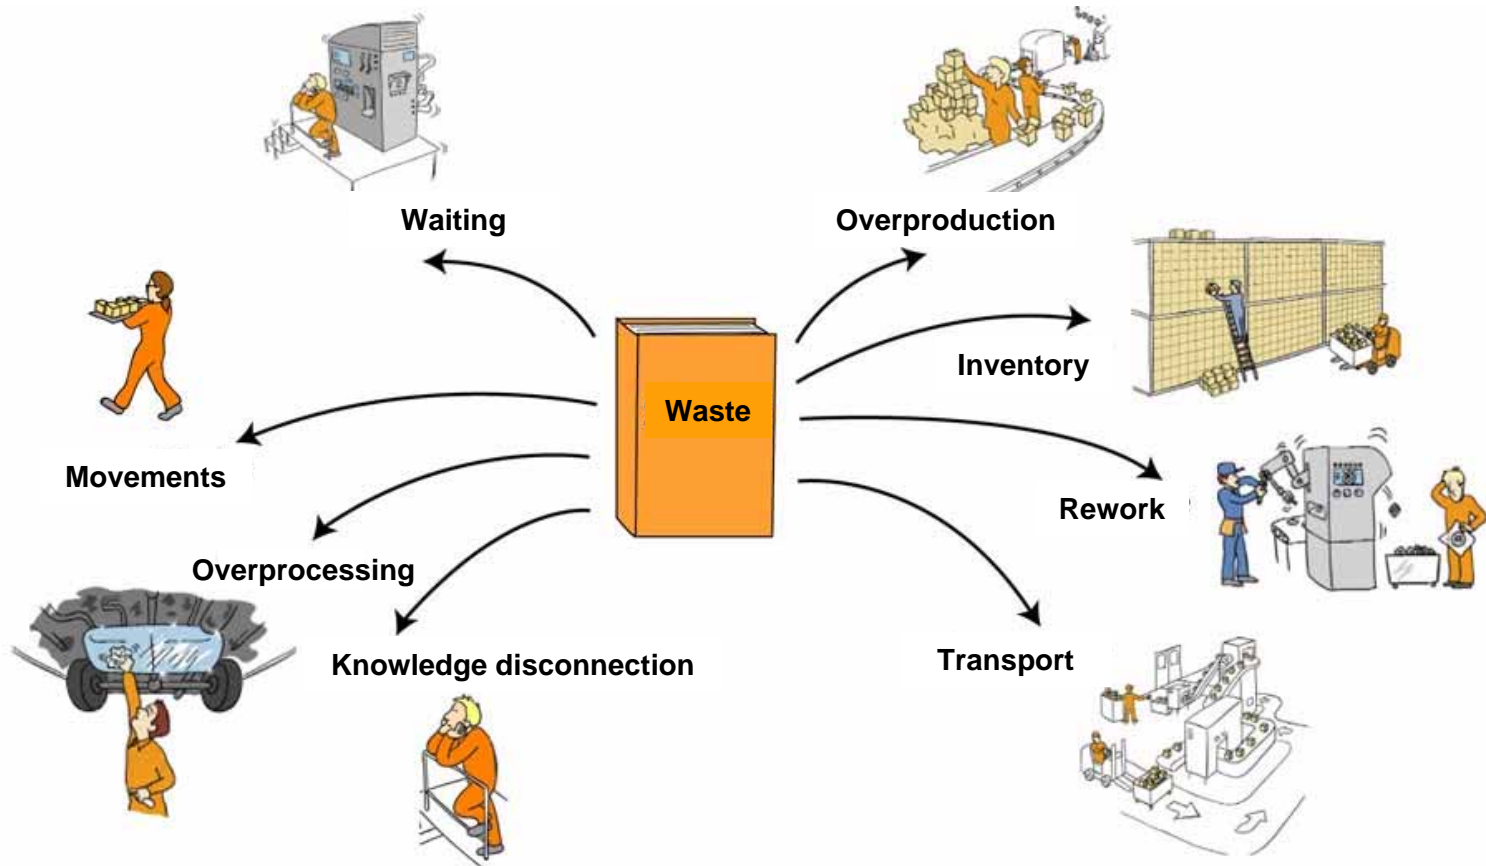 Waiting
Overproduction
Inventory
Waste
Movements
Rework
Overprocessing
Knowledge disconnection
Transport